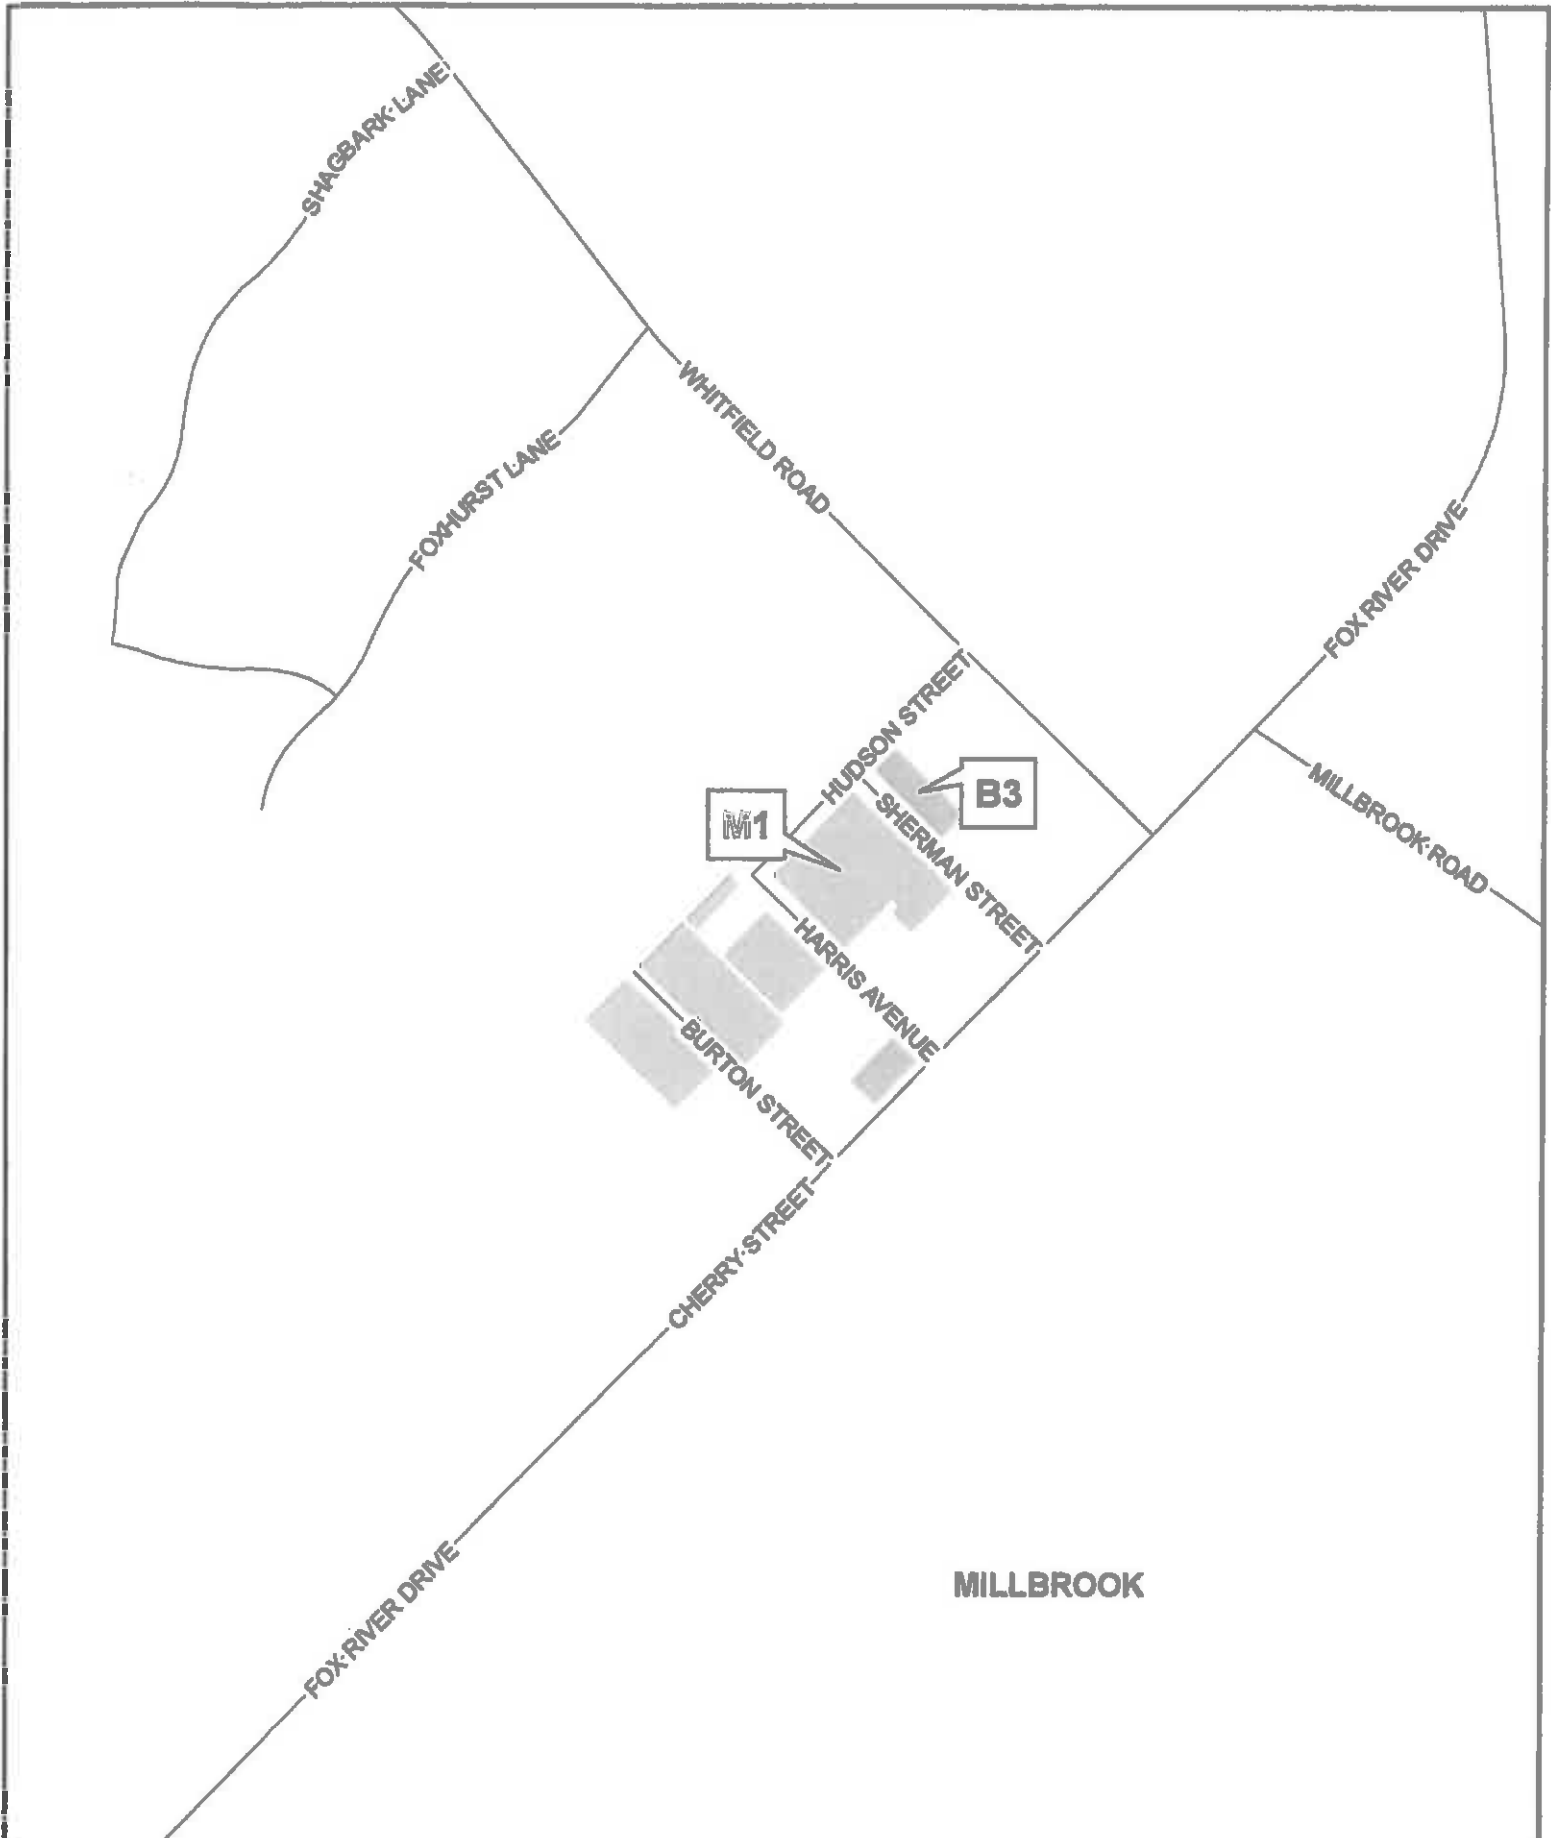 SHAGBARK LANE
WHITFIELD ROAD
FOXHURST LANE
FOX RIVER DRIVE
HUDSON STREET
B3
M1
SHERMAN STREET
MILLBROOK ROAD
HARRIS AVENUE
BURTON STREET
CHERRY STREET
FOX RIVER DRIVE
MILLBROOK